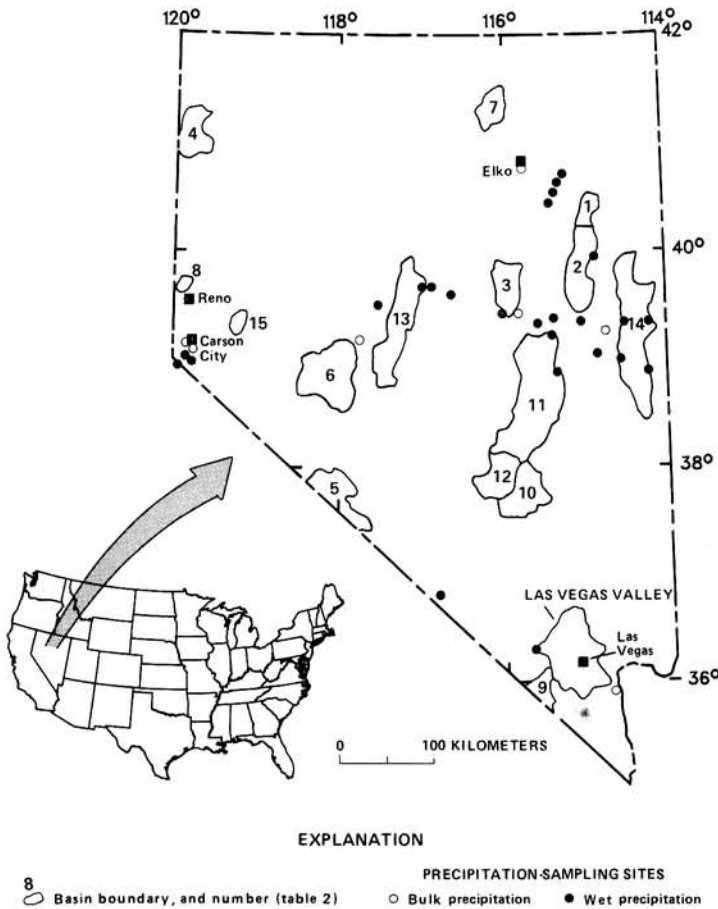 120° 118° 116° 114°
42°
7
4
Elko
1
40°
8
2
3
Reno
15
13
14
Carson
City
6
11
38°
12
5
10
LAS VEGAS VALLEY
Las
Vegas
9
36°
0 100 KILOMETERS
EXPLANATION
8
PRECIPITATION-SAMPLING SITES
Basin boundary, and number (table 2) Bulk precipitation Wet precipitation